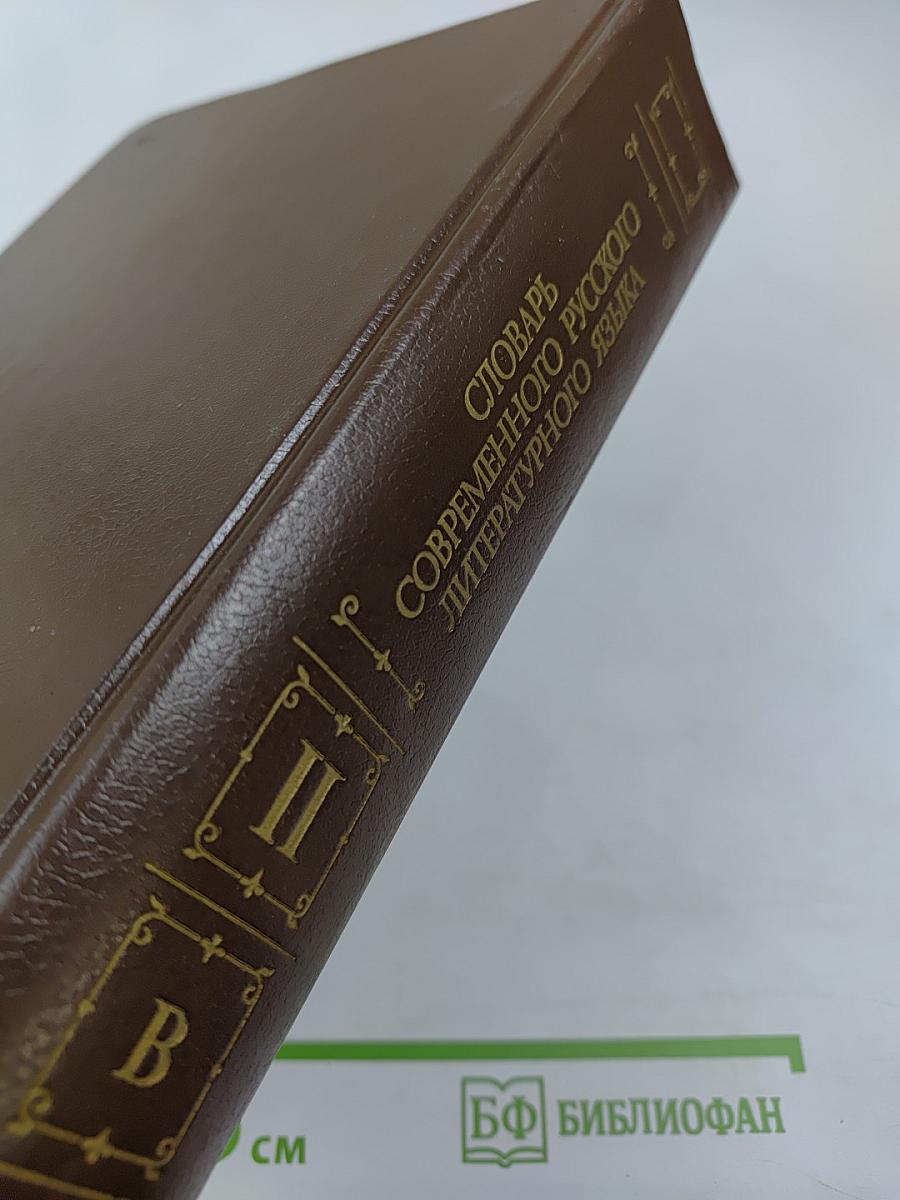 СЛОВАРЬ
СОВРЕМЕННОГО РУССКОГО
ЛИТЕРАТУРНОГО ЯЗЫКА
II
В
см
БФ БИБЛИОФАН